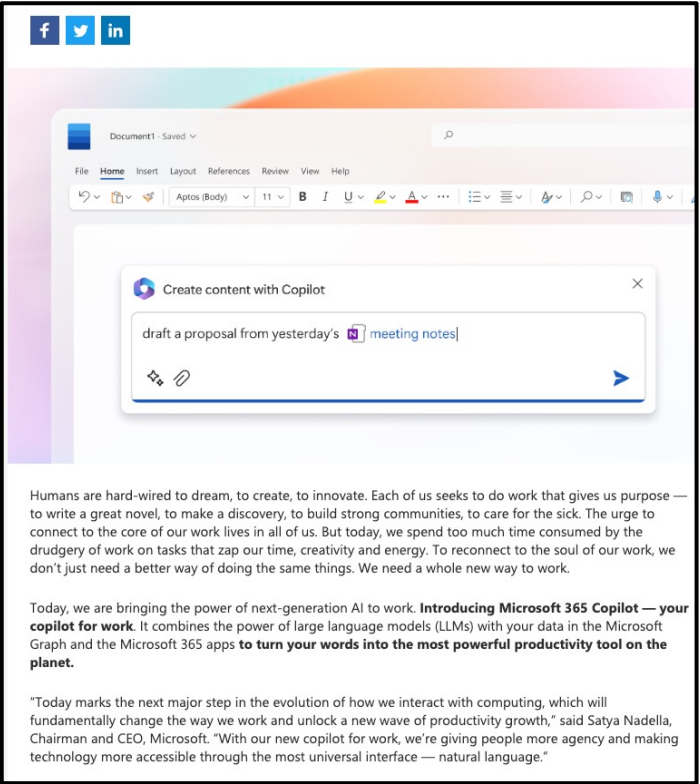 f in
Document1 · Saved
File Home Insert Layout References Review View Help
Aptos (Body) 11 B I U A ... A
Create content with Copilot
draft a proposal from yesterday's N meeting notes
Humans are hard-wired to dream, to create, to innovate. Each of us seeks to do work that gives us purpose —
to write a great novel, to make a discovery, to build strong communities, to care for the sick. The urge to
connect to the core of our work lives in all of us. But today, we spend too much time consumed by the
drudgery of work on tasks that zap our time, creativity and energy. To reconnect to the soul of our work, we
don’t just need a better way of doing the same things. We need a whole new way to work.
Today, we are bringing the power of next-generation AI to work. Introducing Microsoft 365 Copilot — your
copilot for work. It combines the power of large language models (LLMs) with your data in the Microsoft
Graph and the Microsoft 365 apps to turn your words into the most powerful productivity tool on the
planet.
“Today marks the next major step in the evolution of how we interact with computing, which will
fundamentally change the way we work and unlock a new wave of productivity growth,” said Satya Nadella,
Chairman and CEO, Microsoft. “With our new copilot for work, we’re giving people more agency and making
technology more accessible through the most universal interface — natural language.”